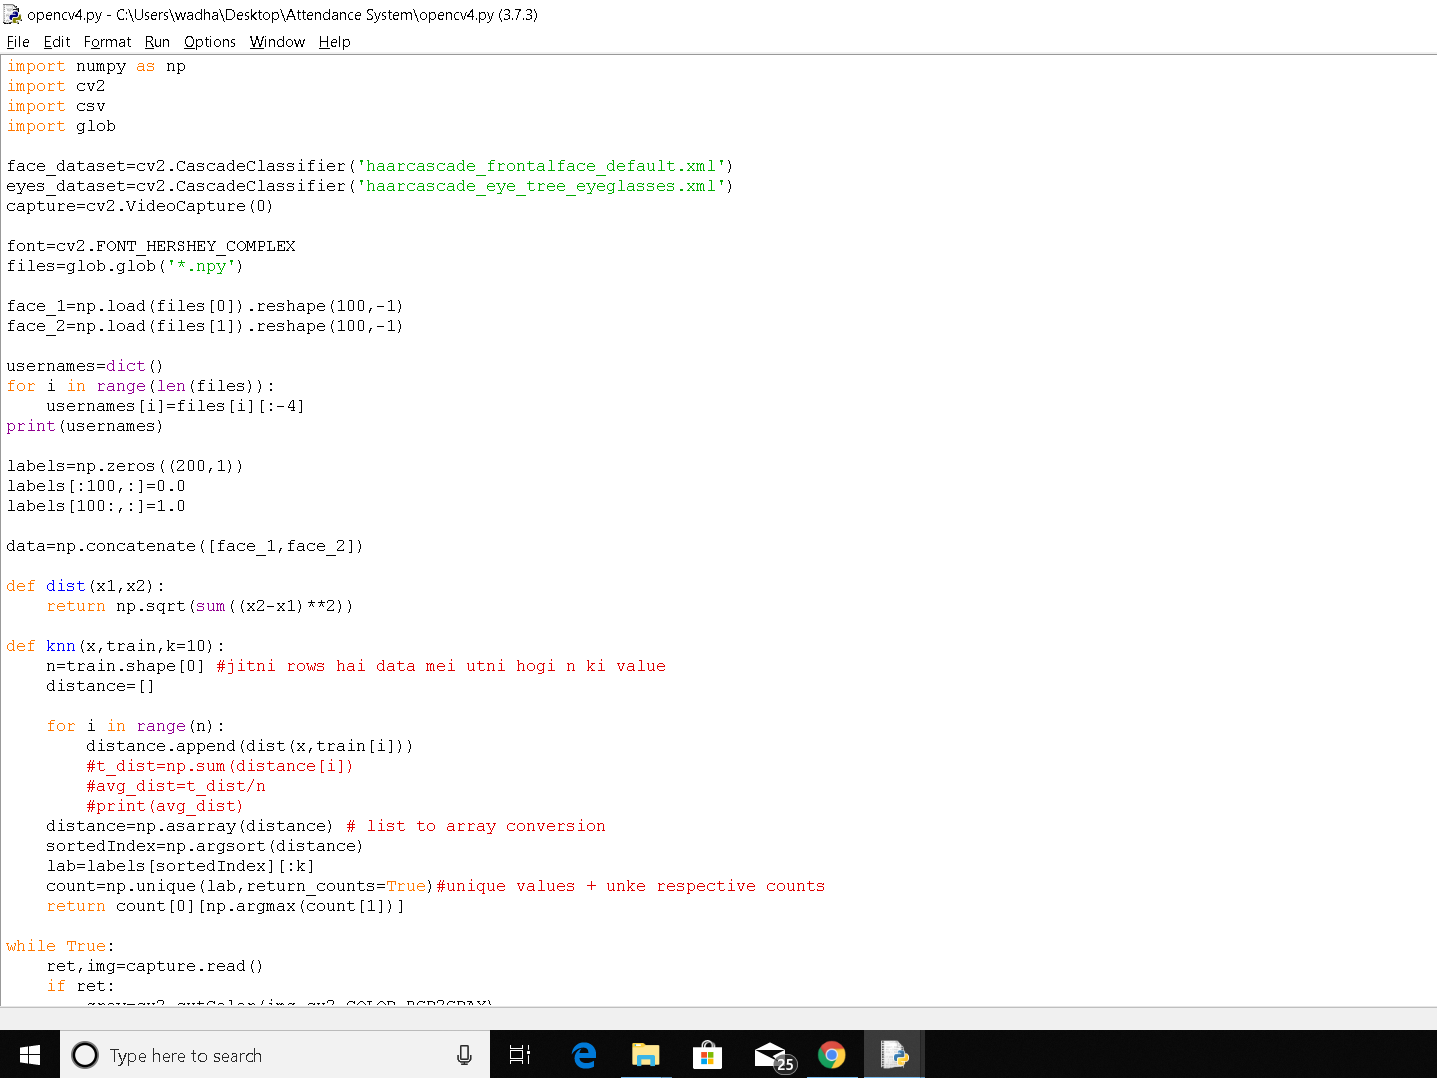 opencv4.py - C:\Users\wadha\Desktop\Attendance System\opencv4.py (3.7.3)
File Edit Format Run Options Window Help
import numpy as np
import cv2
import csv
import glob

face_dataset=cv2.CascadeClassifier('haarcascade_frontalface_default.xml')
eyes_dataset=cv2.CascadeClassifier('haarcascade_eye_tree_eyeglasses.xml')
capture=cv2.VideoCapture(0)

font=cv2.FONT_HERSHEY_COMPLEX
files=glob.glob('*.npy')

face_1=np.load(files[0]).reshape(100,-1)
face_2=np.load(files[1]).reshape(100,-1)

usernames=dict()
for i in range(len(files)):
    usernames[i]=files[i][:-4]
print(usernames)

labels=np.zeros((200,1))
labels[:100,:]=0.0
labels[100:,:]=1.0

data=np.concatenate([face_1,face_2])

def dist(x1,x2):
    return np.sqrt(sum((x2-x1)**2))

def knn(x,train,k=10):
    n=train.shape[0] #jitni rows hai data mei utni hogi n ki value
    distance=[]

    for i in range(n):
        distance.append(dist(x,train[i]))
        #t_dist=np.sum(distance[i])
        #avg_dist=t_dist/n
        #print(avg_dist)
    distance=np.asarray(distance) # list to array conversion
    sortedIndex=np.argsort(distance)
    lab=labels[sortedIndex][:k]
    count=np.unique(lab,return_counts=True)#unique values + unke respective counts
    return count[0][np.argmax(count[1])]

while True:
    ret,img=capture.read()
    if ret:
        gray=cv2.cvtColor(img,cv2.COLOR_BGR2GRAY)
Type here to search
25